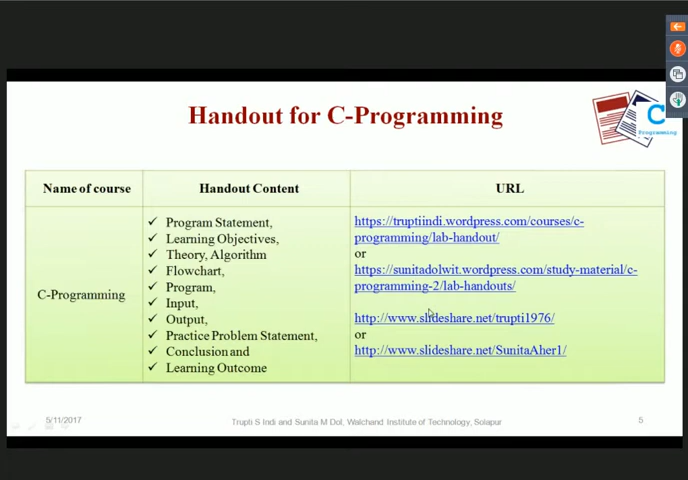 Handout for C-Programming
C
Programming
Name of course
Handout Content
URL
C-Programming
✓ Program Statement,
✓ Learning Objectives,
✓ Theory, Algorithm
✓ Flowchart,
✓ Program,
✓ Input,
✓ Output,
✓ Practice Problem Statement,
✓ Conclusion and
✓ Learning Outcome
https://truptiindi.wordpress.com/courses/c-
programming/lab-handout/
or
https://sunitadolwit.wordpress.com/study-material/c-
programming-2/lab-handouts/
http://www.slideshare.net/trupti1976/
or
http://www.slideshare.net/SunitaAher1/
5/11/2017
Trupti S Indi and Sunita M Dol, Walchand Institute of Technology, Solapur
5